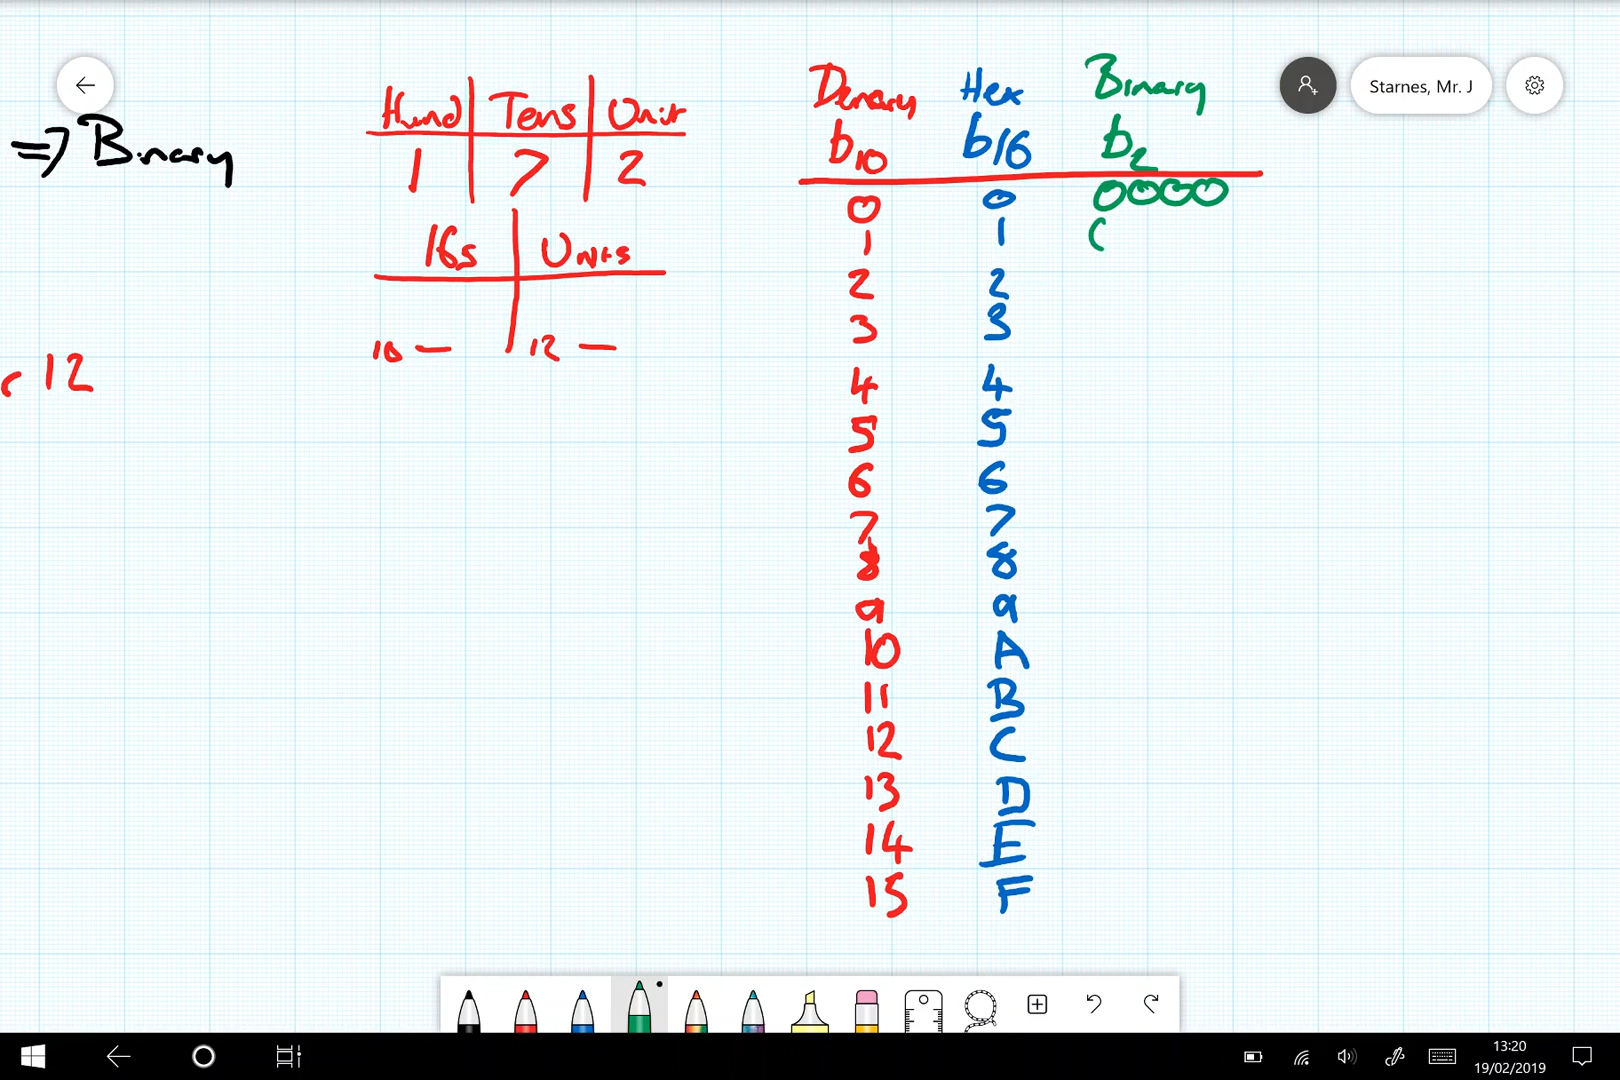 ⇒ Binary
Hund Tens Unit
1 7 2
16s Units
10 – 12 –
r 12
Denary Hex Binary
b10 b16 b2
0 0 0000
1 1
2 2
3 3
4 4
5 5
6 6
7 7
8 8
9 9
10 A
11 B
12 C
13 D
14 E
15 F
Starnes, Mr. J
13:20
19/02/2019